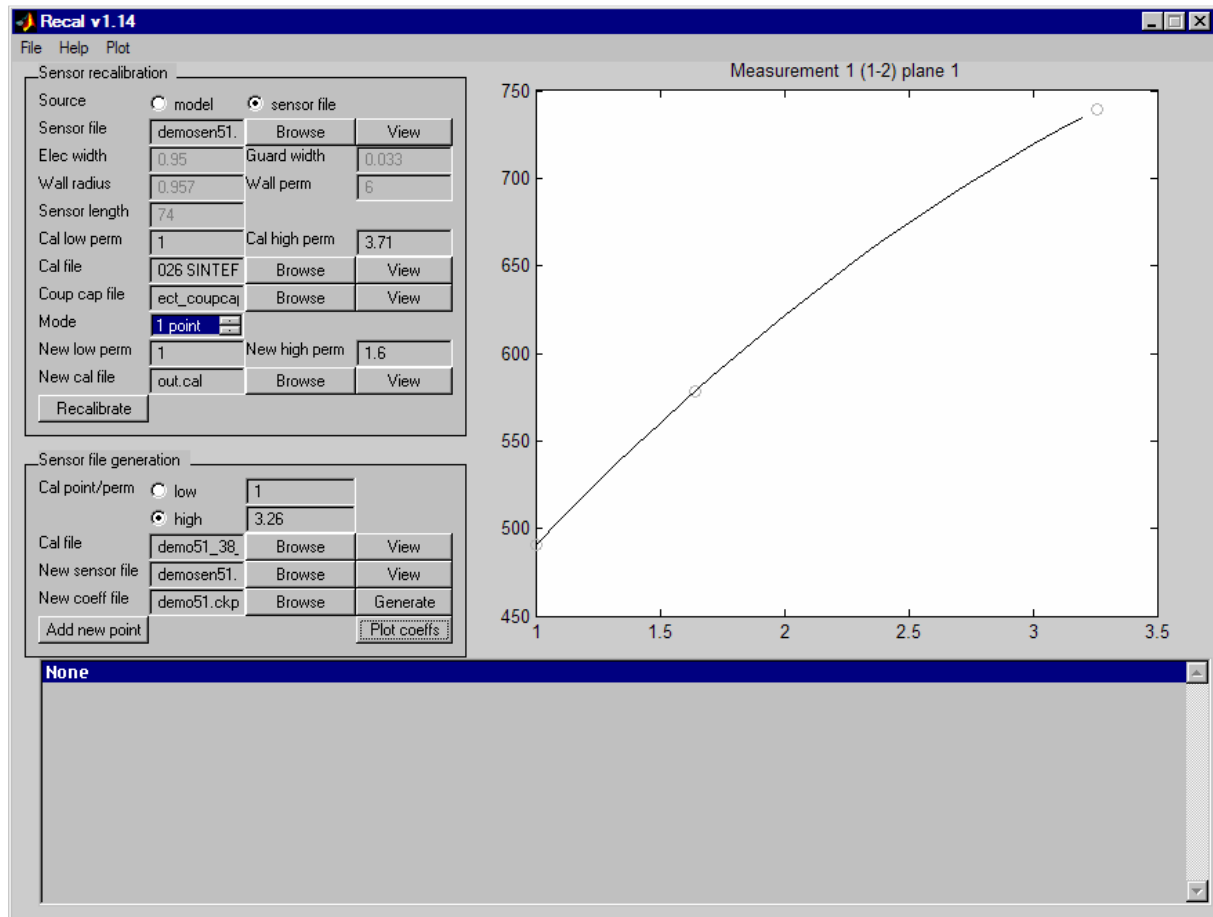 Recal v1.14
File Help Plot
Sensor recalibration
Source model sensor file
Sensor file demosen51. Browse View
Elec width 0.95 Guard width 0.033
Wall radius 0.957 Wall perm 6
Sensor length 74
Cal low perm 1 Cal high perm 3.71
Cal file 026 SINTEF Browse View
Coup cap file ect_coupcap Browse View
Mode 1 point
New low perm 1 New high perm 1.6
New cal file out.cal Browse View
Recalibrate
Sensor file generation
Cal point/perm low 1
high 3.26
Cal file demo51_38_ Browse View
New sensor file demosen51. Browse View
New coeff file demo51.ckp Browse Generate
Add new point Plot coeffs
Measurement 1 (1-2) plane 1
750
700
650
600
550
500
450
1 1.5 2 2.5 3 3.5
None